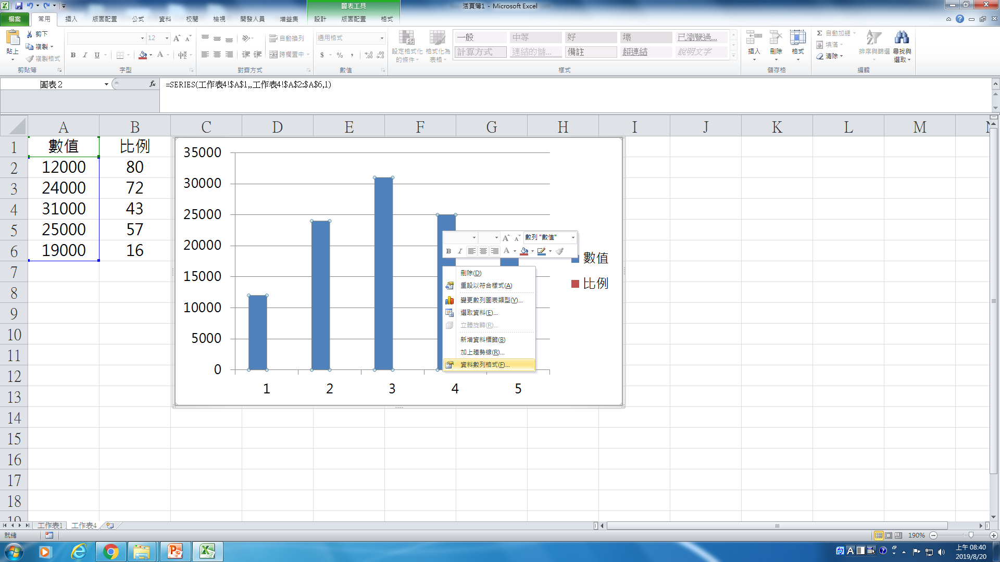 圖表工具
活頁簿1 - Microsoft Excel
檔案 常用 插入 版面配置 公式 資料 校閱 檢視 開發人員 增益集 設計 版面配置 格式
貼上 剪下 複製 複製格式 剪貼簿
12 B I U A 字型
自動換列 跨欄置中 對齊方式
通用格式 $ % , 數值
設定格式化的條件 格式化為表格
一般 中等 好 壞 已瀏覽過...
計算方式 連結的儲... 備註 超連結 說明文字
樣式
插入 刪除 格式 儲存格
Σ 自動加總 填滿 清除 排序與篩選 尋找與選取 編輯
圖表 2 fx =SERIES(工作表4!$A$1,,工作表4!$A$2:$A$6,1)
A B C D E F G H I J K L M
1 數值 比例
2 12000 80
3 24000 72
4 31000 43
5 25000 57
6 19000 16
7
8
9
10
11
12
13
14
15
16
17
18
19
35000
30000
25000
20000
15000
10000
5000
0
1 2 3 4 5
數值
比例
數列 "數值"
B I A
刪除(D)
重設以符合樣式(A)
變更數列圖表類型(Y)...
選取資料(E)...
立體旋轉(R)...
新增資料標籤(B)
加上趨勢線(R)...
資料數列格式(F)...
工作表1 工作表4
就緒
190%
上午 08:40
2019/8/20